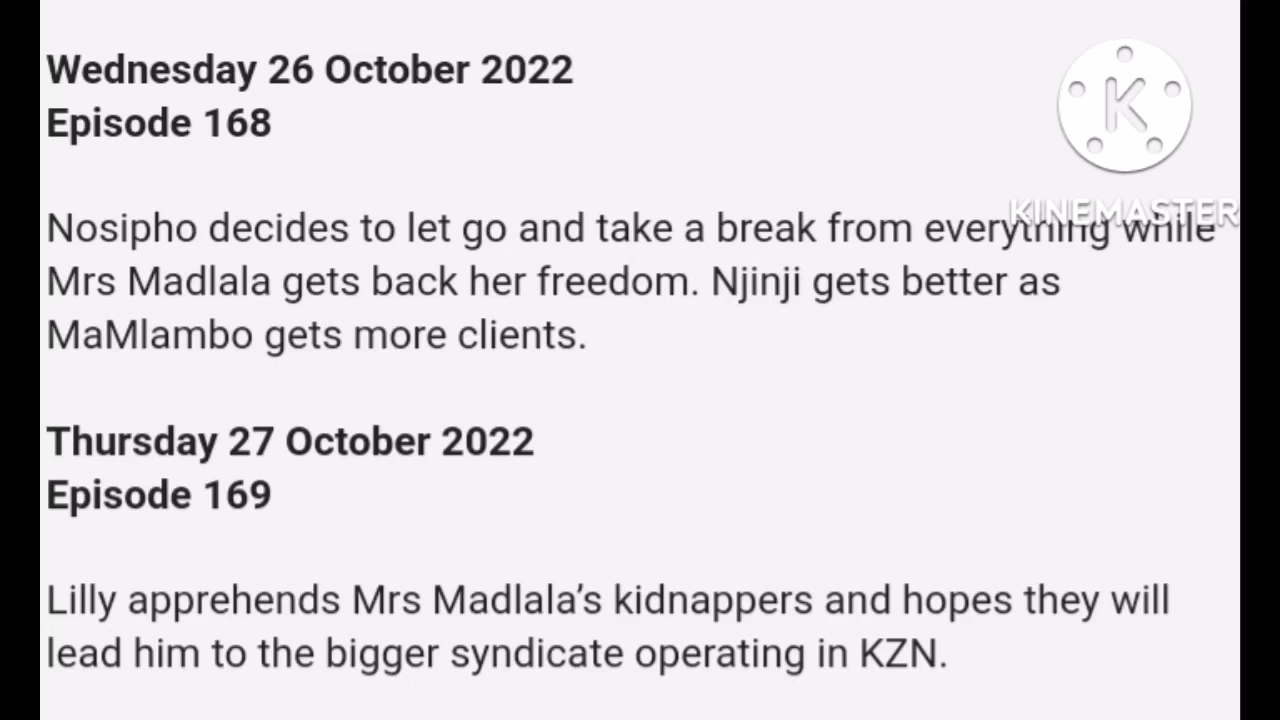 Wednesday 26 October 2022
Episode 168
K
KINEMASTER
Nosipho decides to let go and take a break from everything while
Mrs Madlala gets back her freedom. Njinji gets better as
MaMlambo gets more clients.
Thursday 27 October 2022
Episode 169
Lilly apprehends Mrs Madlala’s kidnappers and hopes they will
lead him to the bigger syndicate operating in KZN.